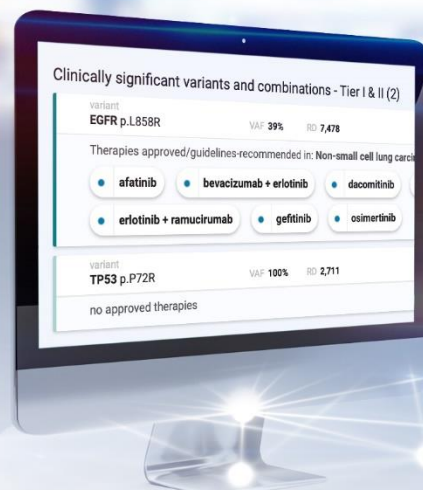 Clinically significant variants and combinations - Tier I & II (2)
variant
EGFR p.L858R VAF 39% RD 7,478
Therapies approved/guidelines-recommended in: Non-small cell lung carci
afatinib bevacizumab + erlotinib dacomitinib
erlotinib + ramucirumab gefitinib osimertinib
variant
TP53 p.P72R VAF 100% RD 2,711
no approved therapies